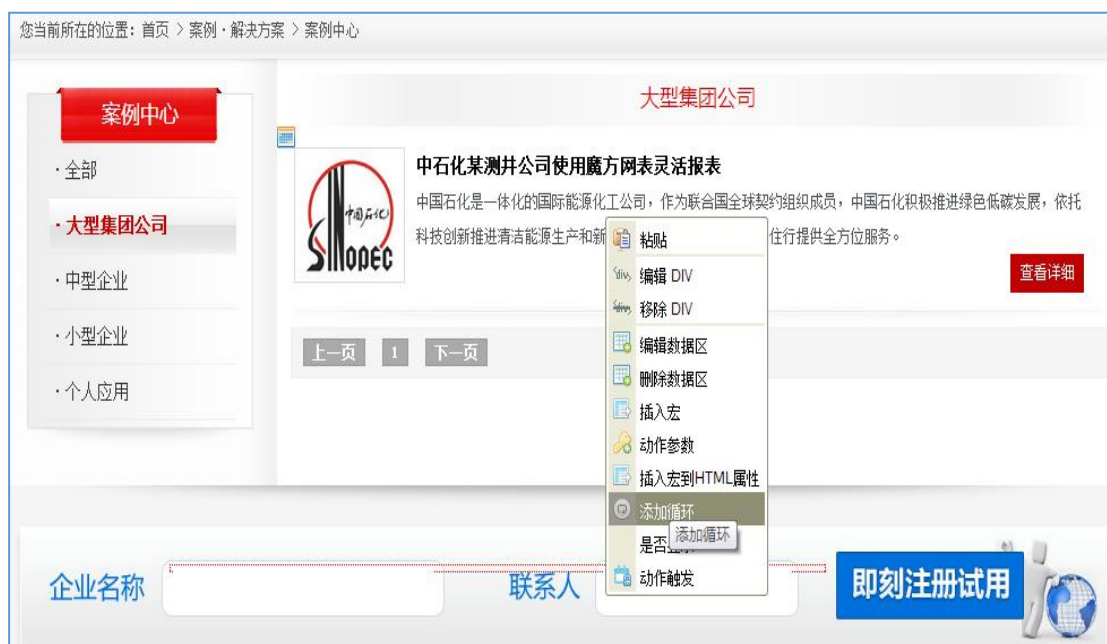 您当前所在的位置：首页 > 案例·解决方案 > 案例中心
案例中心
·全部
·大型集团公司
·中型企业
·小型企业
·个人应用
大型集团公司
中石化某测井公司使用魔方网表灵活报表
中国石化是一体化的国际能源化工公司，作为联合国全球契约组织成员，中国石化积极推进绿色低碳发展，依托
科技创新推进清洁能源生产和新
住行提供全方位服务。
中国石化
SINOPEC
查看详细
上一页 1 下一页
粘贴
编辑 DIV
移除 DIV
编辑数据区
删除数据区
插入宏
动作参数
插入宏到HTML属性
添加循环
添加循环
是否
动作触发
企业名称
联系人
即刻注册试用